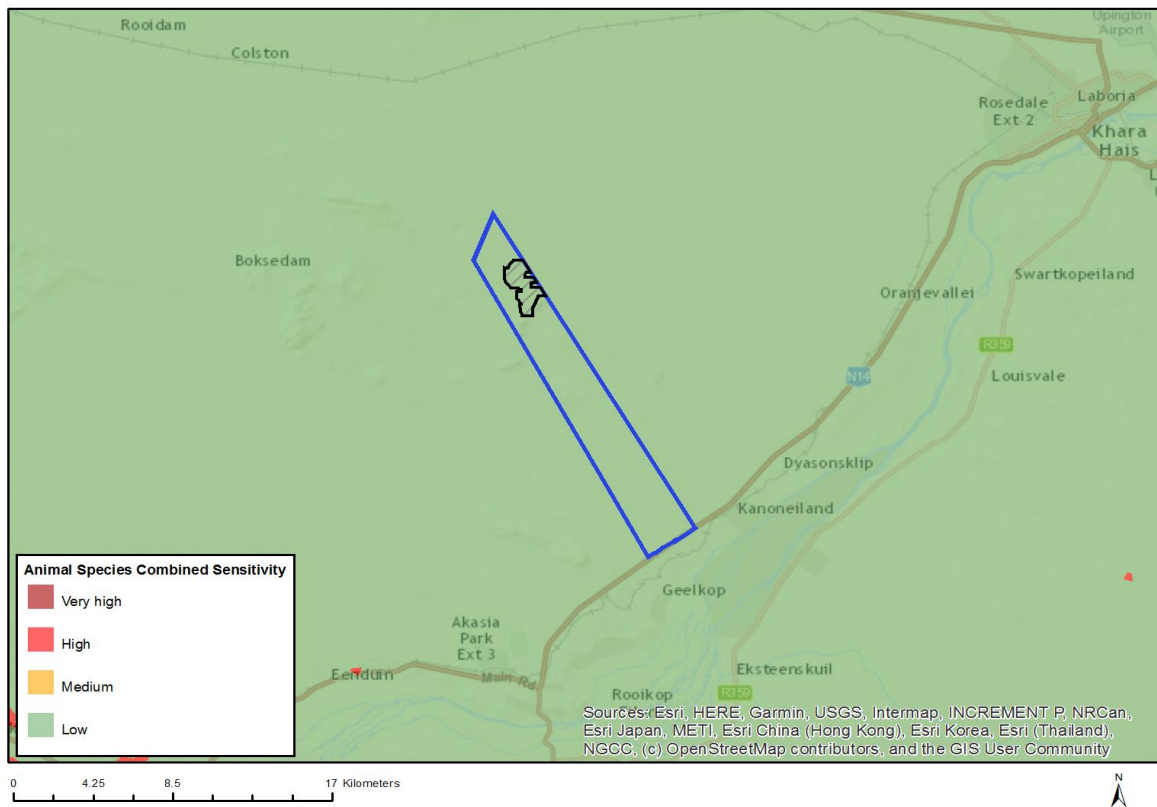 Rooidam
Colston
Upington
Airport
Rosedale
Ext 2
Laboria
Khara
Hais
Boksedam
Swartkopeiland
Oranjevallei
R359
N14
Louisvale
Dyasonsklip
Kanoneiland
Geelkop
Akasia
Park
Ext 3
Eenduin
Main Rd
Eksteenskuil
R359
Rooikop
Animal Species Combined Sensitivity
Very high
High
Medium
Low
Sources: Esri, HERE, Garmin, USGS, Intermap, INCREMENT P, NRCan,
Esri Japan, METI, Esri China (Hong Kong), Esri Korea, Esri (Thailand),
NGCC, (c) OpenStreetMap contributors, and the GIS User Community
0 4.25 8.5 17 Kilometers
N